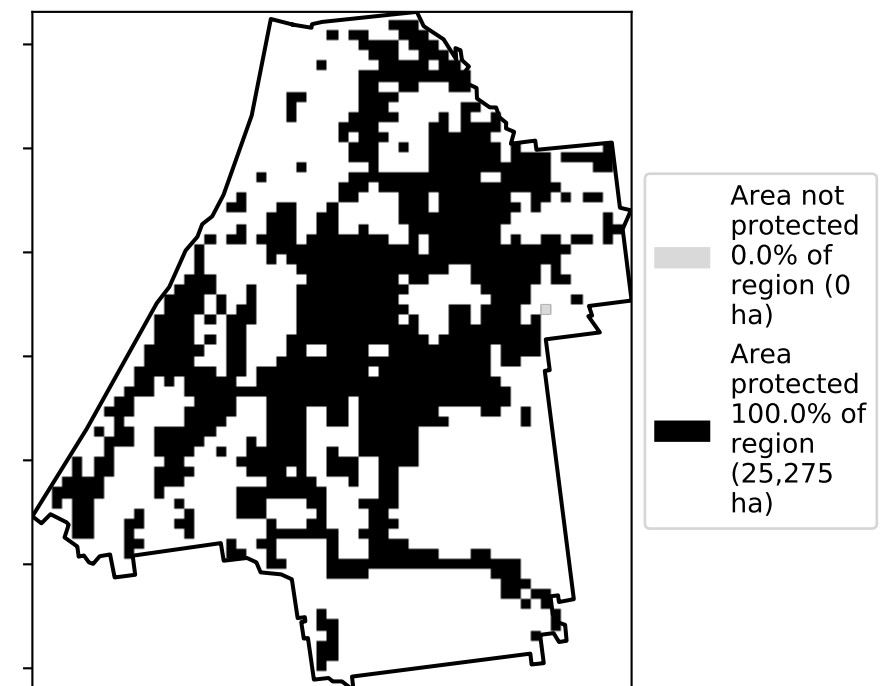 Area not
protected
0.0% of
region (0
ha)
Area
protected
100.0% of
region
(25,275
ha)